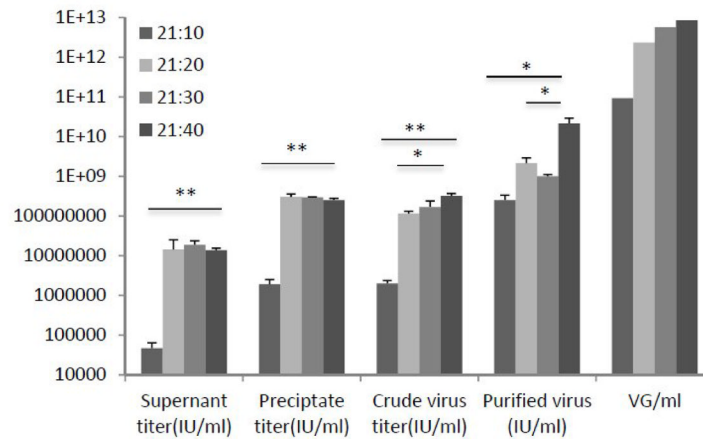 1E+13
1E+12
1E+11
1E+10
1E+09
100000000
10000000
1000000
100000
10000
21:10
21:20
21:30
21:40
**
**
**
*
*
*
Supernant
titer(IU/ml)
Preciptate
titer(IU/ml)
Crude virus
titer(IU/ml)
Purified virus
(IU/ml)
VG/ml